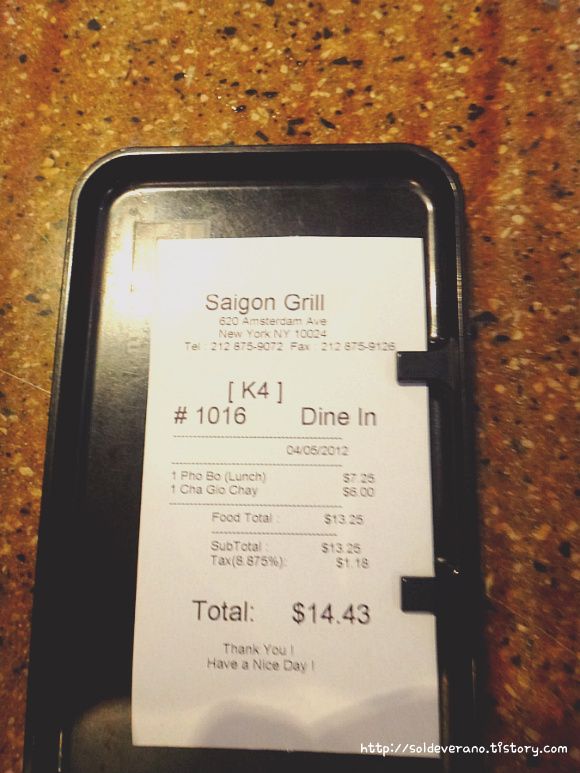 Saigon Grill
620 Amsterdam Ave
New York NY 10024
Tel : 212 875-9072 Fax : 212 875-9126
[ K4 ]
# 1016 Dine In
04/05/2012
1 Pho Bo (Lunch) $7.25
1 Cha Gio Chay $6.00
Food Total : $13.25
SubTotal : $13.25
Tax(8.875%): $1.18
Total: $14.43
Thank You !
Have a Nice Day !
http://soldeverano.tistory.com